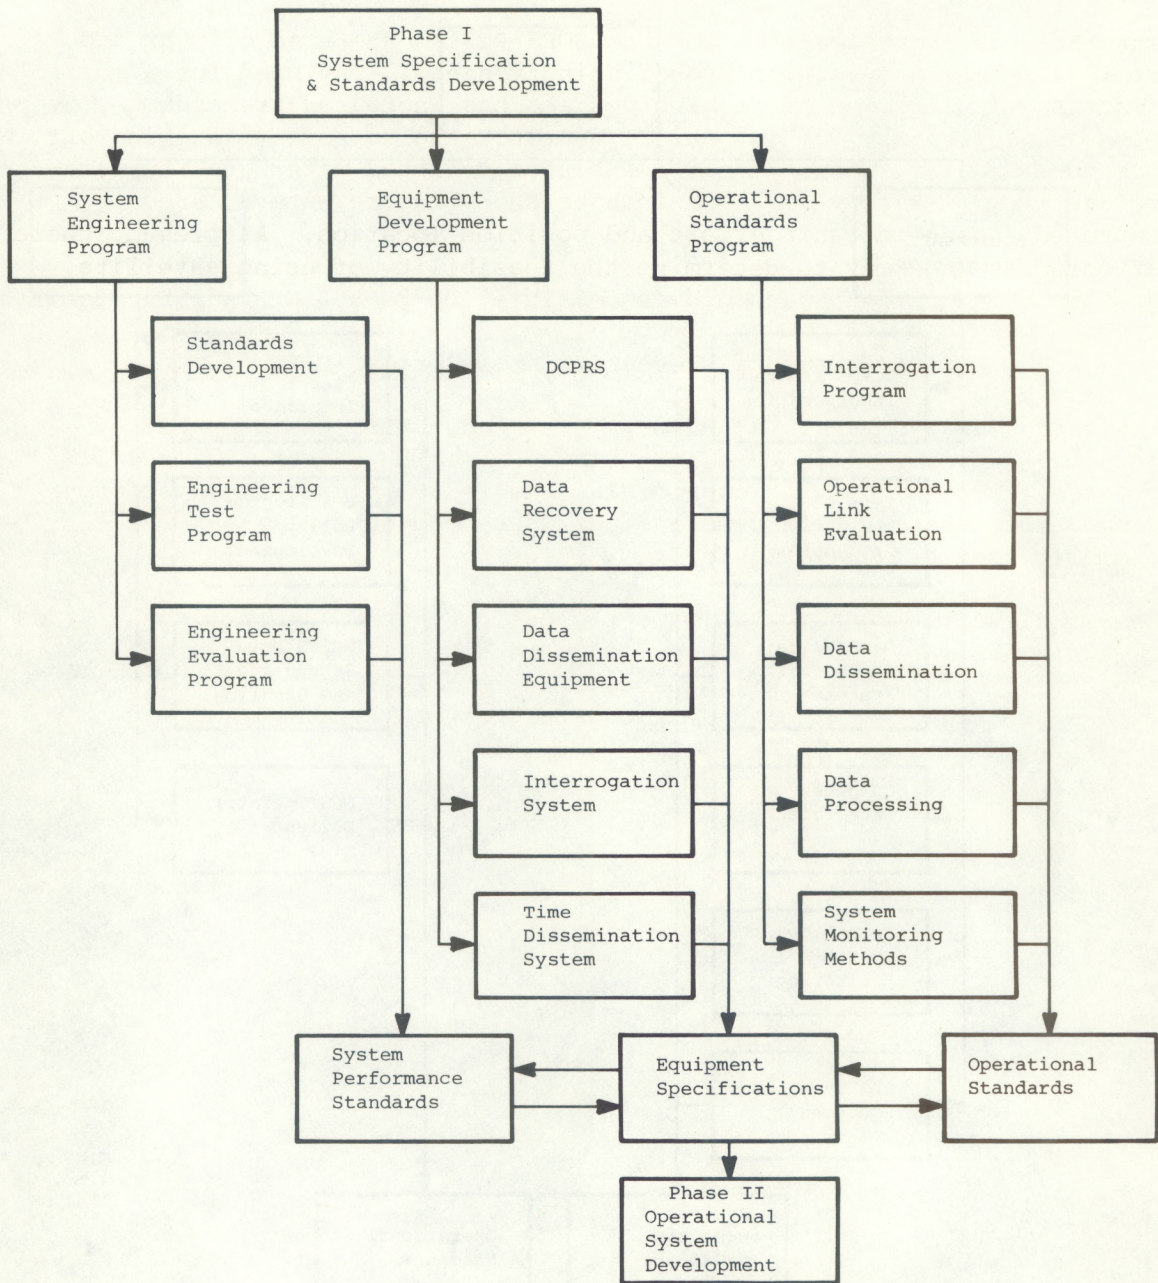 Phase I
System Specification
& Standards Development
System
Engineering
Program
Equipment
Development
Program
Operational
Standards
Program
Standards
Development
DCPRS
Interrogation
Program
Engineering
Test
Program
Data
Recovery
System
Operational
Link
Evaluation
Engineering
Evaluation
Program
Data
Dissemination
Equipment
Data
Dissemination
Interrogation
System
Data
Processing
Time
Dissemination
System
System
Monitoring
Methods
System
Performance
Standards
Equipment
Specifications
Operational
Standards
Phase II
Operational
System
Development